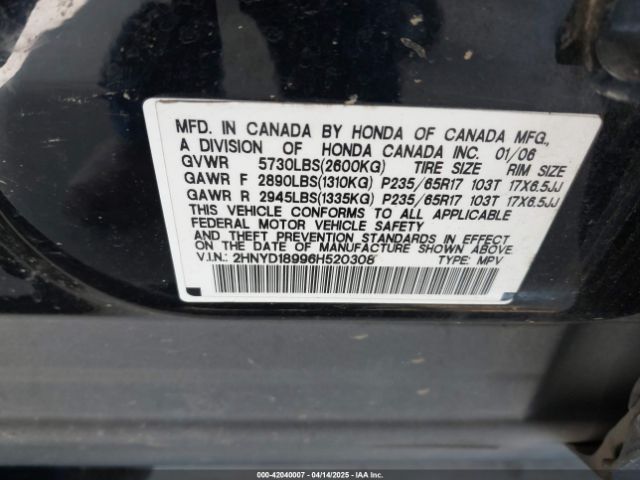 MFD. IN CANADA BY HONDA OF CANADA MFG.,
A DIVISION OF HONDA CANADA INC. 01/06
GVWR 5730LBS(2600KG) TIRE SIZE RIM SIZE
GAWR F 2890LBS(1310KG) P235/65R17 103T 17X6.5JJ
GAWR R 2945LBS(1335KG) P235/65R17 103T 17X6.5JJ
THIS VEHICLE CONFORMS TO ALL APPLICABLE
FEDERAL MOTOR VEHICLE SAFETY
AND THEFT PREVENTION STANDARDS IN EFFECT
ON THE DATE OF MANUFACTURE SHOWN ABOVE.
V.I.N.: 2HNYD18996H520308 TYPE: MPV
000-42040007 - 04/14/2025 - IAAI.COM